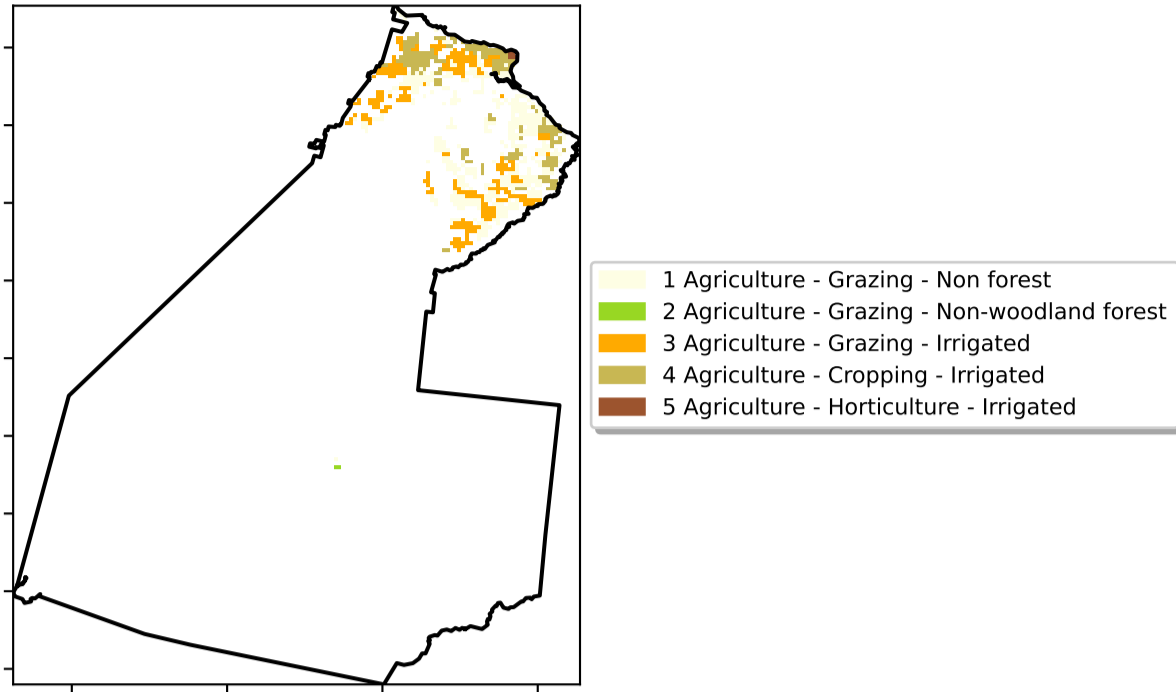 1 Agriculture - Grazing - Non forest
2 Agriculture - Grazing - Non-woodland forest
3 Agriculture - Grazing - Irrigated
4 Agriculture - Cropping - Irrigated
5 Agriculture - Horticulture - Irrigated